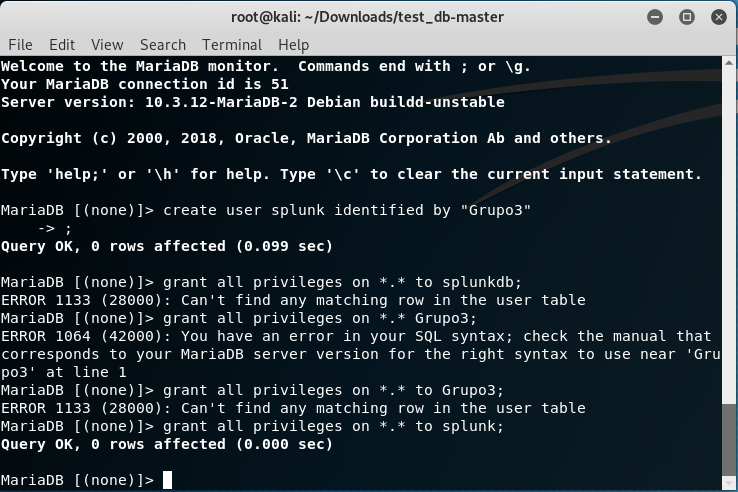 root@kali: ~/Downloads/test_db-master
File Edit View Search Terminal Help
Welcome to the MariaDB monitor.  Commands end with ; or \g.
Your MariaDB connection id is 51
Server version: 10.3.12-MariaDB-2 Debian buildd-unstable

Copyright (c) 2000, 2018, Oracle, MariaDB Corporation Ab and others.

Type 'help;' or '\h' for help. Type '\c' to clear the current input statement.

MariaDB [(none)]> create user splunk identified by "Grupo3"
    -> ;
Query OK, 0 rows affected (0.099 sec)

MariaDB [(none)]> grant all privileges on *.* to splunkdb;
ERROR 1133 (28000): Can't find any matching row in the user table
MariaDB [(none)]> grant all privileges on *.* Grupo3;
ERROR 1064 (42000): You have an error in your SQL syntax; check the manual that
corresponds to your MariaDB server version for the right syntax to use near 'Gru
po3' at line 1
MariaDB [(none)]> grant all privileges on *.* to Grupo3;
ERROR 1133 (28000): Can't find any matching row in the user table
MariaDB [(none)]> grant all privileges on *.* to splunk;
Query OK, 0 rows affected (0.000 sec)

MariaDB [(none)]>